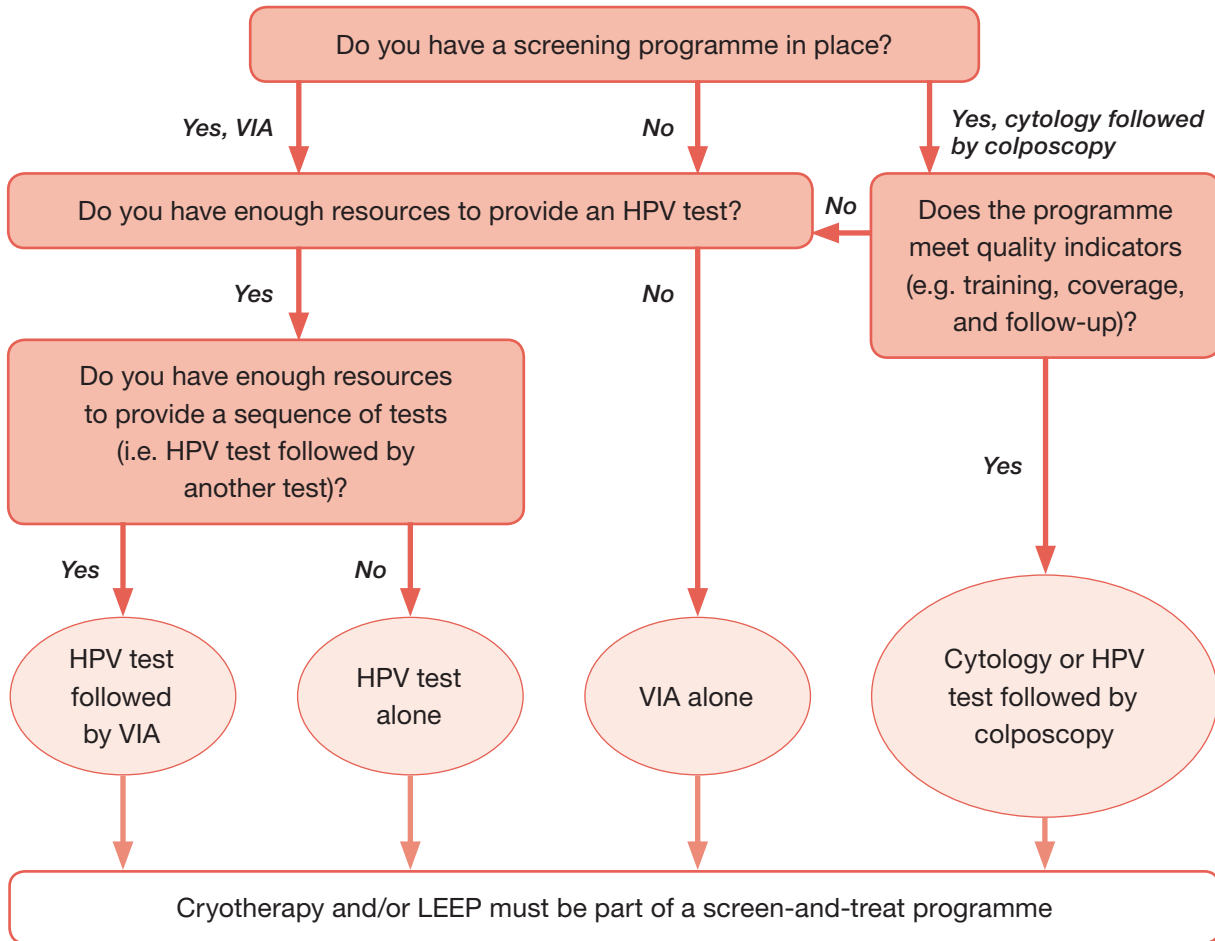 Do you have a screening programme in place?
Yes, VIA
No
Yes, cytology followed
by colposcopy
Do you have enough resources to provide an HPV test?
No
Does the programme
meet quality indicators
(e.g. training, coverage,
and follow-up)?
Yes
No
Do you have enough resources
to provide a sequence of tests
(i.e. HPV test followed by
another test)?
Yes
Yes
No
HPV test
followed
by VIA
HPV test
alone
VIA alone
Cytology or HPV
test followed by
colposcopy
Cryotherapy and/or LEEP must be part of a screen-and-treat programme